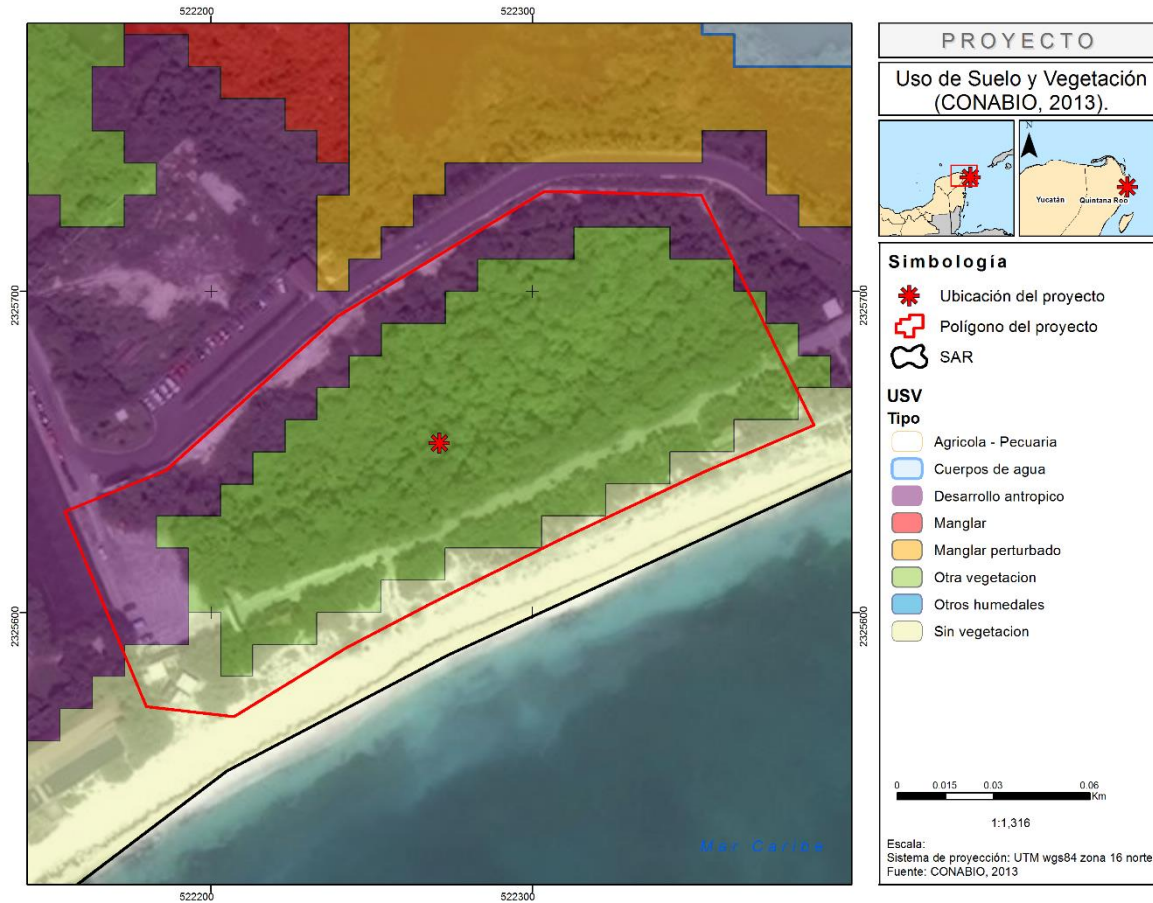 522200
522300
2325700
2325600
2325700
2325600
522200
522300
Mar Caribe
PROYECTO
Uso de Suelo y Vegetación
(CONABIO, 2013).
N
Yucatán
Quintana Roo
Simbología
Ubicación del proyecto
Polígono del proyecto
SAR
USV
Tipo
Agricola - Pecuaria
Cuerpos de agua
Desarrollo antropico
Manglar
Manglar perturbado
Otra vegetacion
Otros humedales
Sin vegetacion
0 0.015 0.03 0.06
Km
1:1,316
Escala:
Sistema de proyección: UTM wgs84 zona 16 norte
Fuente: CONABIO, 2013